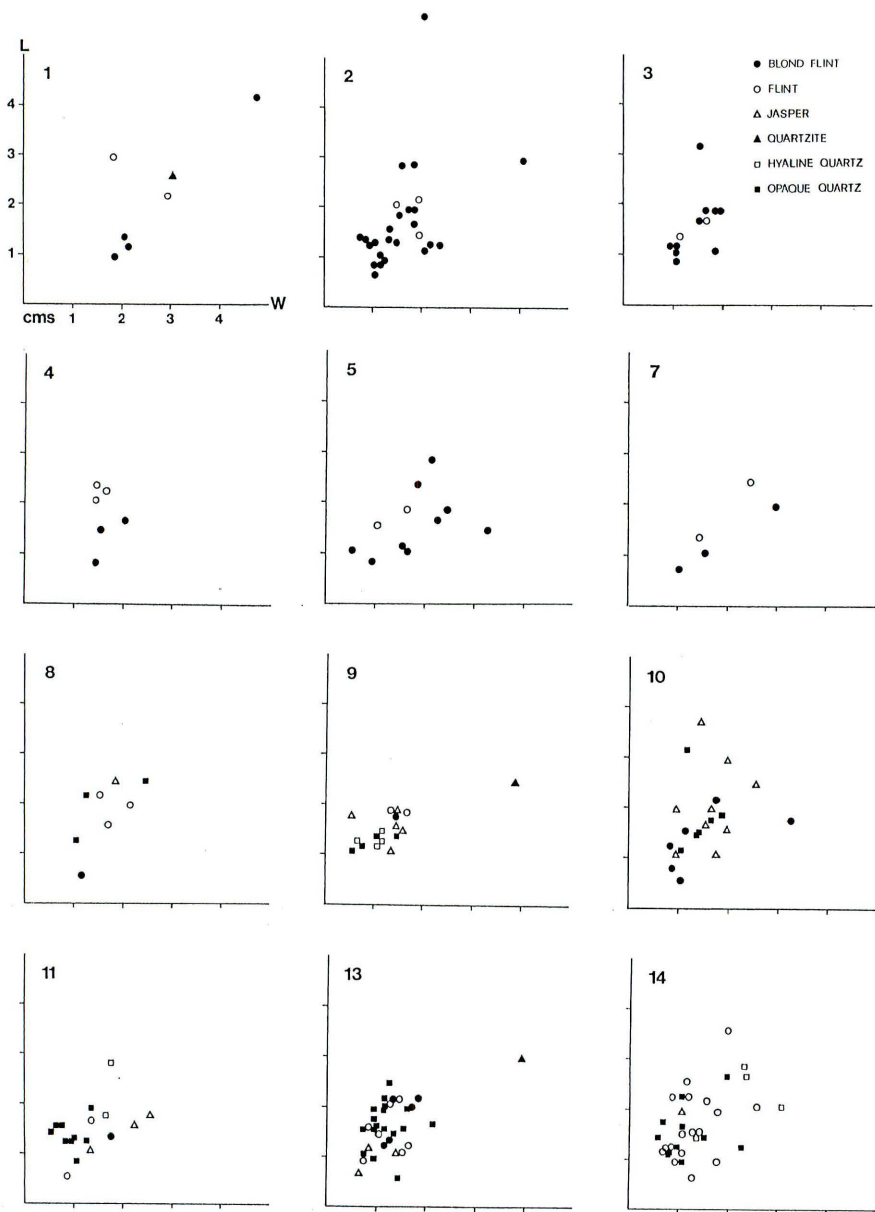 L
1
2
3
● BLOND FLINT
○ FLINT
△ JASPER
▲ QUARTZITE
□ HYALINE QUARTZ
■ OPAQUE QUARTZ
4
3
2
1
W
cms 1 2 3 4
4
5
7
8
9
10
11
13
14